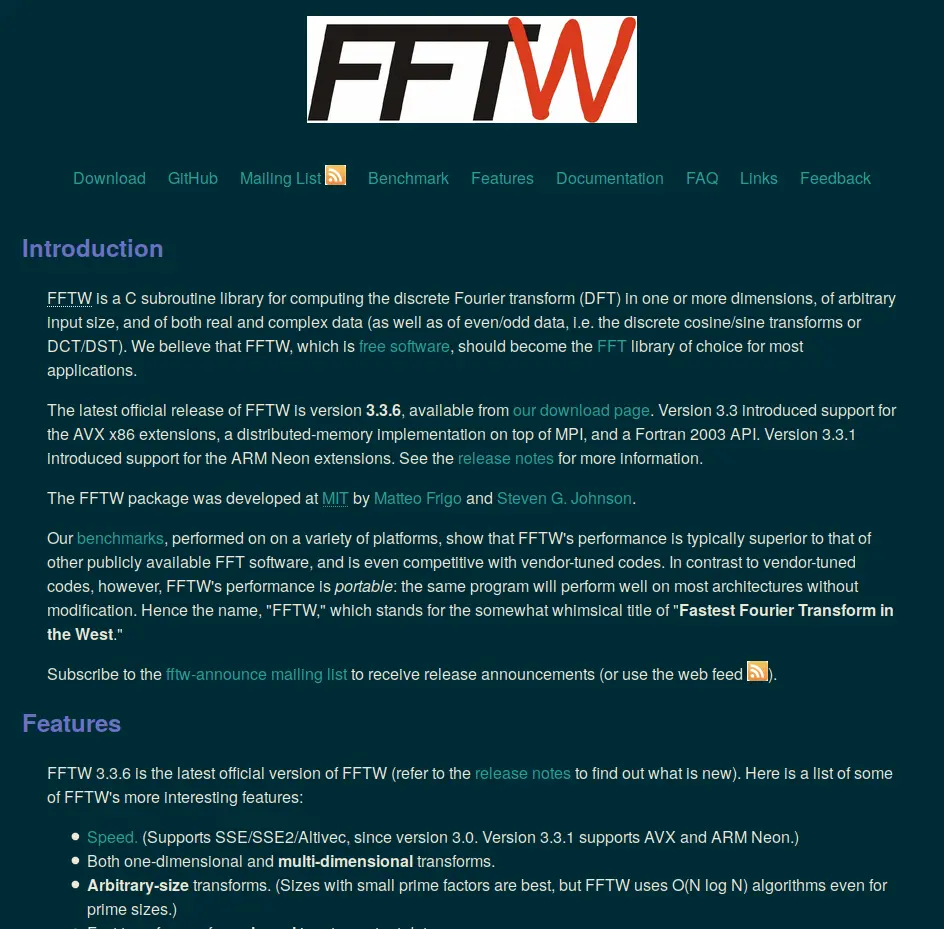 FFTW
Download GitHub Mailing List Benchmark Features Documentation FAQ Links Feedback
Introduction
FFTW is a C subroutine library for computing the discrete Fourier transform (DFT) in one or more dimensions, of arbitrary
input size, and of both real and complex data (as well as of even/odd data, i.e. the discrete cosine/sine transforms or
DCT/DST). We believe that FFTW, which is free software, should become the FFT library of choice for most
applications.
The latest official release of FFTW is version 3.3.6, available from our download page. Version 3.3 introduced support for
the AVX x86 extensions, a distributed-memory implementation on top of MPI, and a Fortran 2003 API. Version 3.3.1
introduced support for the ARM Neon extensions. See the release notes for more information.
The FFTW package was developed at MIT by Matteo Frigo and Steven G. Johnson.
Our benchmarks, performed on on a variety of platforms, show that FFTW's performance is typically superior to that of
other publicly available FFT software, and is even competitive with vendor-tuned codes. In contrast to vendor-tuned
codes, however, FFTW's performance is portable: the same program will perform well on most architectures without
modification. Hence the name, "FFTW," which stands for the somewhat whimsical title of "Fastest Fourier Transform in
the West."
Subscribe to the fftw-announce mailing list to receive release announcements (or use the web feed ).
Features
FFTW 3.3.6 is the latest official version of FFTW (refer to the release notes to find out what is new). Here is a list of some
of FFTW's more interesting features:
Speed. (Supports SSE/SSE2/Altivec, since version 3.0. Version 3.3.1 supports AVX and ARM Neon.)
Both one-dimensional and multi-dimensional transforms.
Arbitrary-size transforms. (Sizes with small prime factors are best, but FFTW uses O(N log N) algorithms even for
prime sizes.)